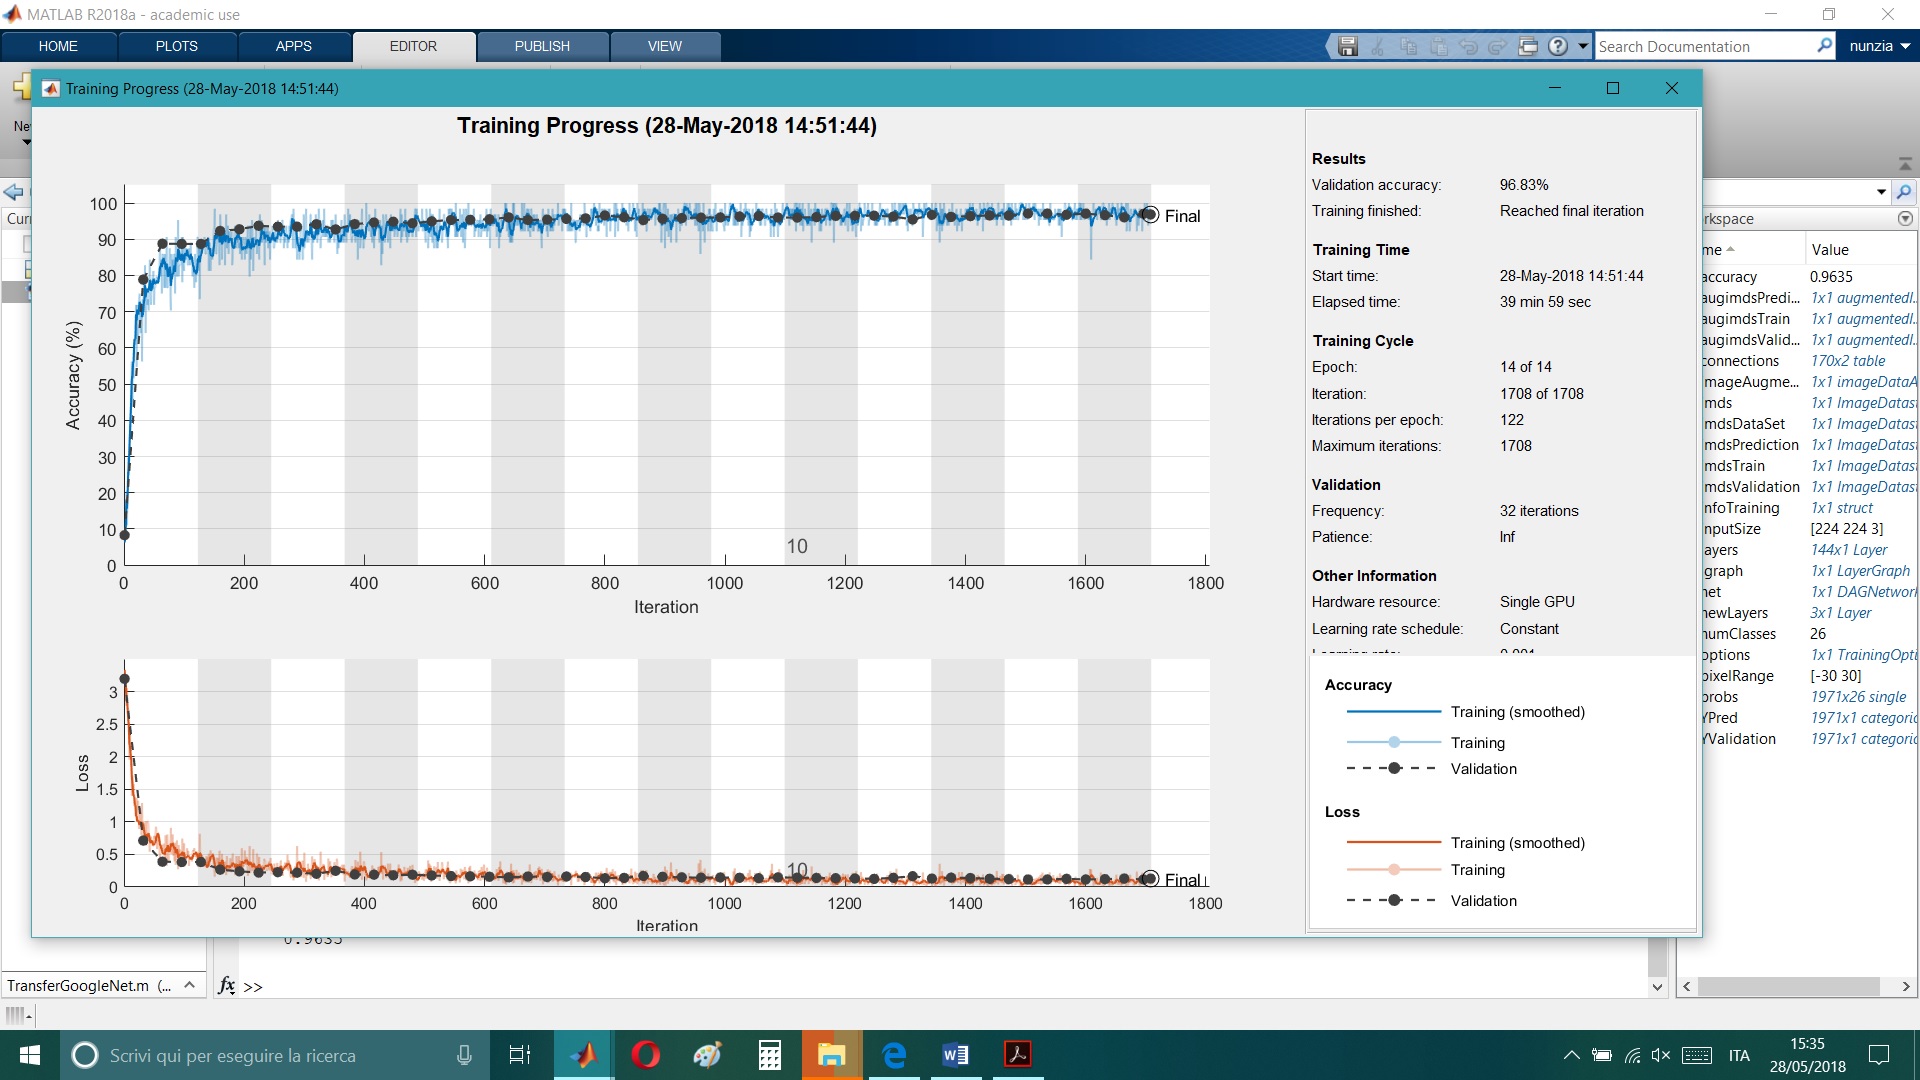 MATLAB R2018a - academic use
HOME PLOTS APPS EDITOR PUBLISH VIEW
Search Documentation nunzia
Training Progress (28-May-2018 14:51:44)
Training Progress (28-May-2018 14:51:44)
100
90
80
70
60
50
40
30
20
10
0
Accuracy (%)
10
Final
0 200 400 600 800 1000 1200 1400 1600 1800
Iteration
3
2.5
2
1.5
1
0.5
0
Loss
10
Final
0 200 400 600 800 1000 1200 1400 1600 1800
Iteration
Results
Validation accuracy: 96.83%
Training finished: Reached final iteration
Training Time
Start time: 28-May-2018 14:51:44
Elapsed time: 39 min 59 sec
Training Cycle
Epoch: 14 of 14
Iteration: 1708 of 1708
Iterations per epoch: 122
Maximum iterations: 1708
Validation
Frequency: 32 iterations
Patience: Inf
Other Information
Hardware resource: Single GPU
Learning rate schedule: Constant
Learning rate: 0.001
Accuracy
Training (smoothed)
Training
Validation
Loss
Training (smoothed)
Training
Validation
Ne
Curr
rkspace
me Value
accuracy 0.9635
augimdsPredi... 1x1 augmentedI...
augimdsTrain 1x1 augmentedI...
augimdsValid... 1x1 augmentedI...
connections 170x2 table
mageAugme... 1x1 imageDataA
mds 1x1 ImageDatas
mdsDataSet 1x1 ImageDatas
mdsPrediction 1x1 ImageDatas
mdsTrain 1x1 ImageDatas
mdsValidation 1x1 ImageDatas
nfoTraining 1x1 struct
nputSize [224 224 3]
ayers 144x1 Layer
graph 1x1 LayerGraph
net 1x1 DAGNetwork
newLayers 3x1 Layer
numClasses 26
options 1x1 TrainingOpti
pixelRange [-30 30]
probs 1971x26 single
YPred 1971x1 categoric
YValidation 1971x1 categoric
0.9635
TransferGoogleNet.m (...
fx >>
Scrivi qui per eseguire la ricerca
ITA
15:35
28/05/2018